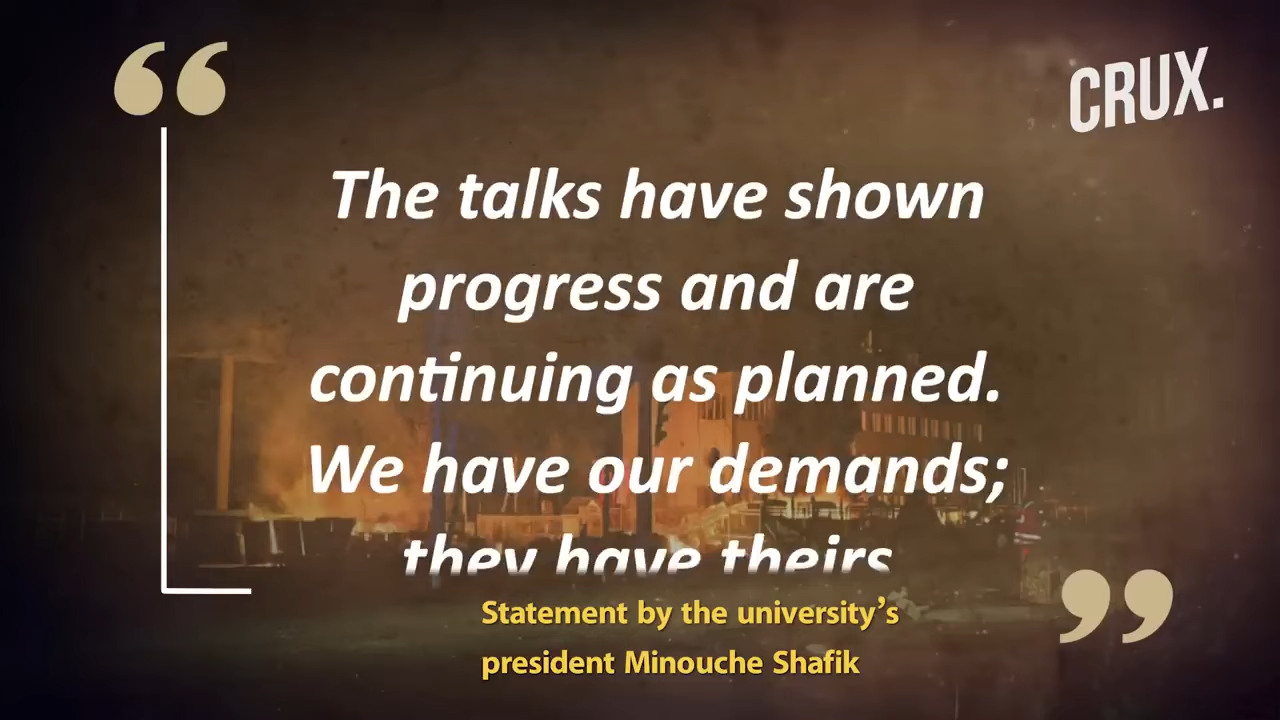 CRUX.
The talks have shown
progress and are
continuing as planned.
We have our demands;
they have theirs
Statement by the university’s
president Minouche Shafik